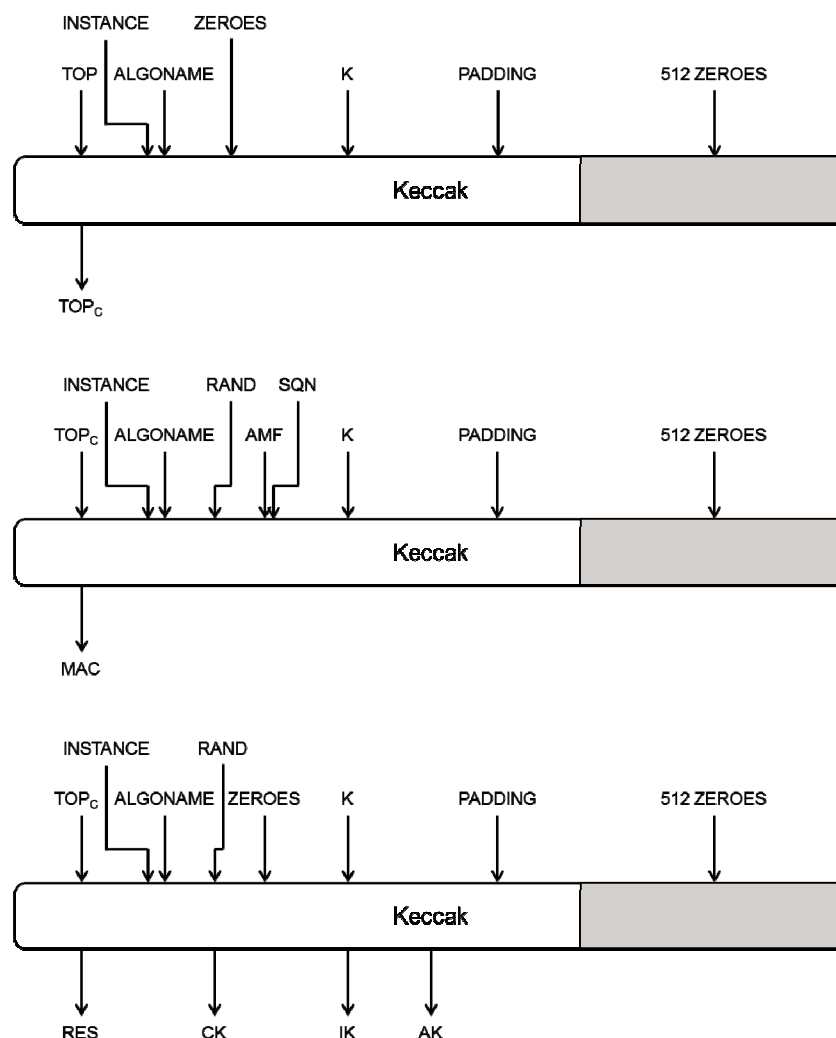 INSTANCE ZEROES
TOP ALGONAME K PADDING 512 ZEROES
Keccak
TOPC
INSTANCE RAND SQN
TOPC ALGONAME AMF K PADDING 512 ZEROES
Keccak
MAC
INSTANCE RAND
TOPC ALGONAME ZEROES K PADDING 512 ZEROES
Keccak
RES CK IK AK